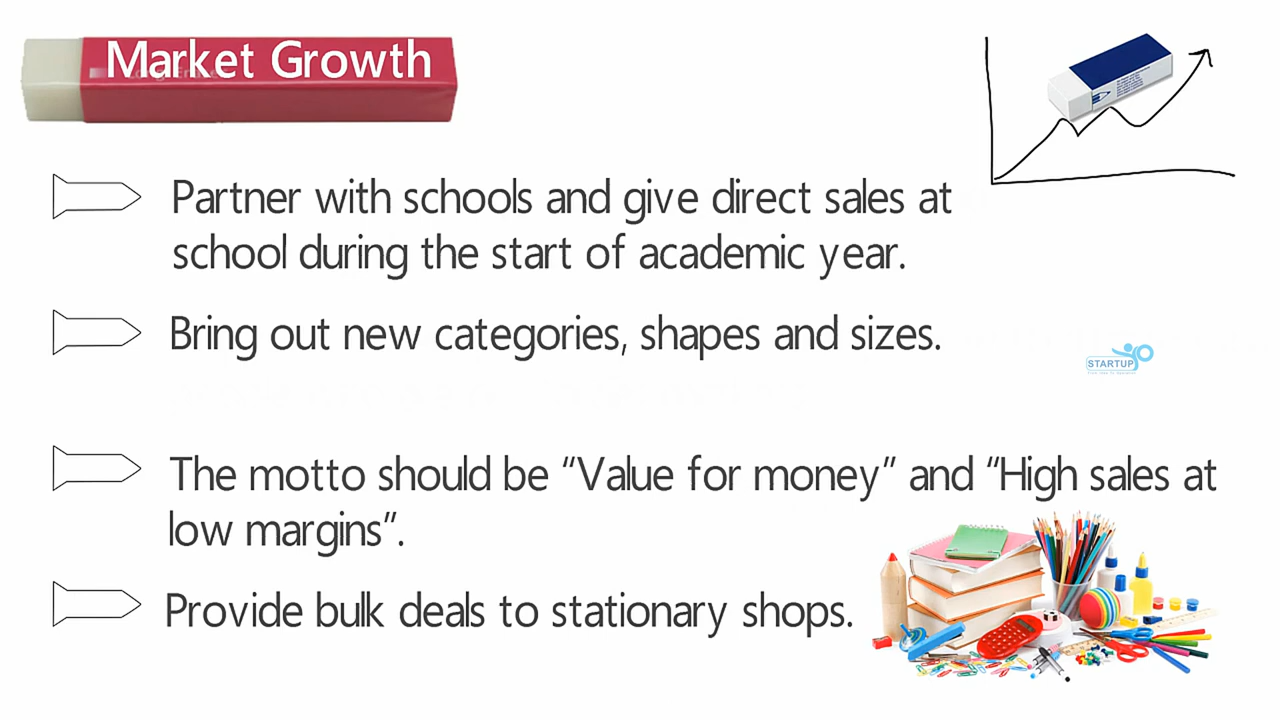 Market Growth
Partner with schools and give direct sales at
school during the start of academic year.
Bring out new categories, shapes and sizes.
STARTUP
The motto should be “Value for money” and “High sales at
low margins”.
Provide bulk deals to stationary shops.